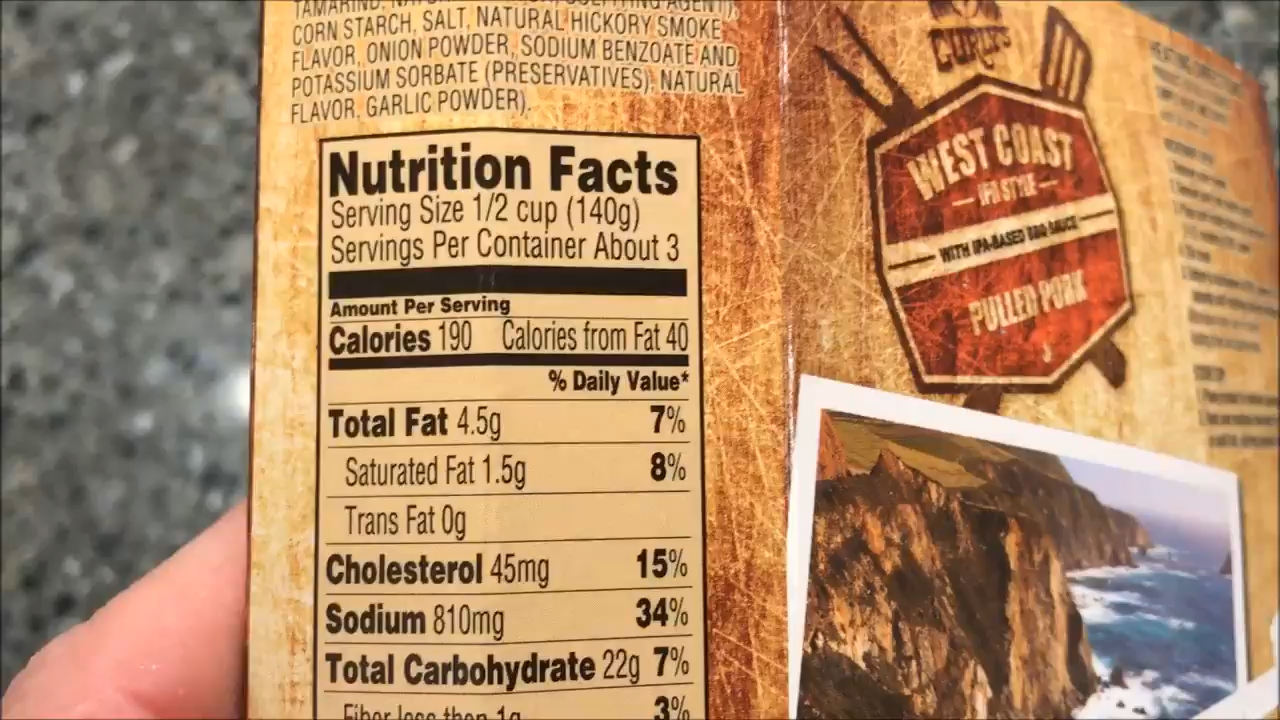 CORN STARCH, SALT, NATURAL HICKORY SMOKE
FLAVOR, ONION POWDER, SODIUM BENZOATE AND
POTASSIUM SORBATE (PRESERVATIVES), NATURAL
FLAVOR, GARLIC POWDER).
Nutrition Facts
Serving Size 1/2 cup (140g)
Servings Per Container About 3
Amount Per Serving
Calories 190 Calories from Fat 40
% Daily Value*
Total Fat 4.5g 7%
Saturated Fat 1.5g 8%
Trans Fat 0g
Cholesterol 45mg 15%
Sodium 810mg 34%
Total Carbohydrate 22g 7%
Fiber less than 1g 3%
CURLY'S
WEST COAST
IPA STYLE
WITH IPA-BASED BBQ SAUCE
PULLED PORK